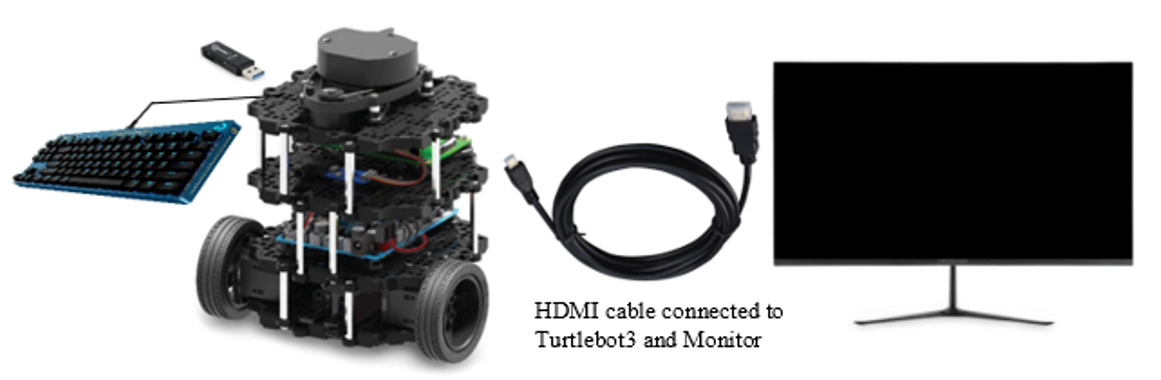 HDMI cable connected to
Turtlebot3 and Monitor